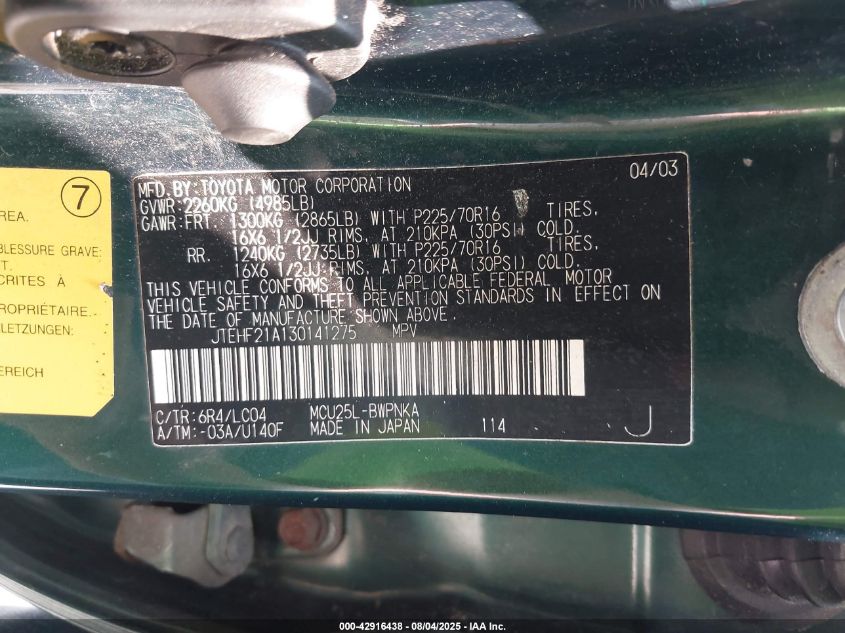 7
AREA.
BLESSURE GRAVE
CRITES À
PROPRIÉTAIRE.
LETZUNGEN
EREICH
04/03
MFD. BY: TOYOTA MOTOR CORPORATION
GVWR: 2260KG (4985LB)
GAWR: FRT. 1300KG (2865LB) WITH P225/70R16 TIRES,
16X6 1/2JJ RIMS, AT 210KPA (30PSI) COLD.
RR. 1240KG (2735LB) WITH P225/70R16 TIRES,
16X6 1/2JJ RIMS, AT 210KPA (30PSI) COLD.
THIS VEHICLE CONFORMS TO ALL APPLICABLE FEDERAL MOTOR
VEHICLE SAFETY AND THEFT PREVENTION STANDARDS IN EFFECT ON
THE DATE OF MANUFACTURE SHOWN ABOVE.
JTEHF21A130141275 MPV
C/TR: 6R4/LC04 MCU25L-BWPNKA
A/TM: -03A/U140F MADE IN JAPAN 114 J
000-42916438 - 08/04/2025 - IAA Inc.